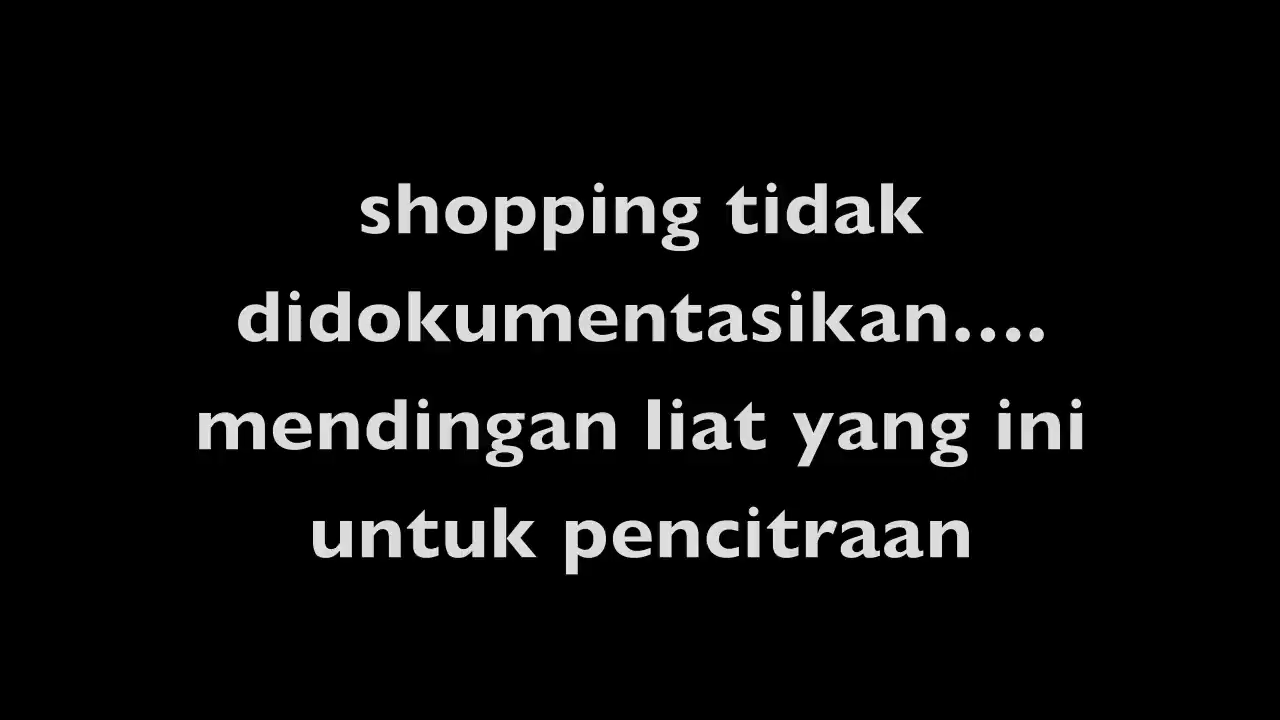 shopping tidak
didokumentasikan....
mendingan liat yang ini
untuk pencitraan